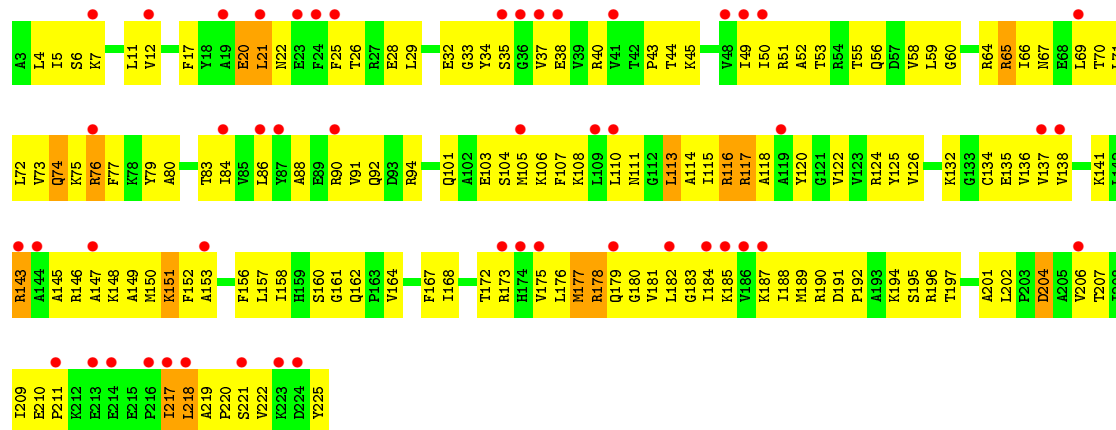 A3 L4 I5 S6 K7 L11 V12 F17 Y18 A19 E20 L21 N22 E23 F24 F25 T26 R27 E28 L29 E32 G33 Y34 S35 G36 V37 E38 V39 R40 V41 T42 P43 T44 K45 V48 I49 I50 R51 A52 T53 R54 T55 Q56 D57 V58 L59 G60 R64 R65 I66 N67 E68 L69 T70 L71
L72 V73 Q74 K75 R76 F77 K78 Y79 A80 T83 I84 V85 L86 Y87 A88 E89 R90 V91 Q92 D93 R94 Q101 A102 E103 S104 M105 K106 F107 K108 L109 L110 N111 G112 L113 A114 I115 R116 R117 A118 A119 Y120 G121 V122 V123 R124 Y125 V126 K132 G133 C134 E135 V136 V137 V138 K141 L142
R143 A144 A145 R146 A147 K148 A149 M150 K151 F152 A153 F156 L157 I158 H159 S160 G161 Q162 P163 V164 F167 I168 T172 R173 H174 V175 L176 M177 R178 Q179 G180 V181 L182 G183 I184 K185 V186 K187 I188 M189 R190 D191 P192 A193 K194 S195 R196 T197 A201 L202 P203 D204 A205 V206 T207 I208
I209 E210 P211 K212 E213 E214 E215 P216 I217 L218 A219 P220 S221 V222 K223 D224 Y225